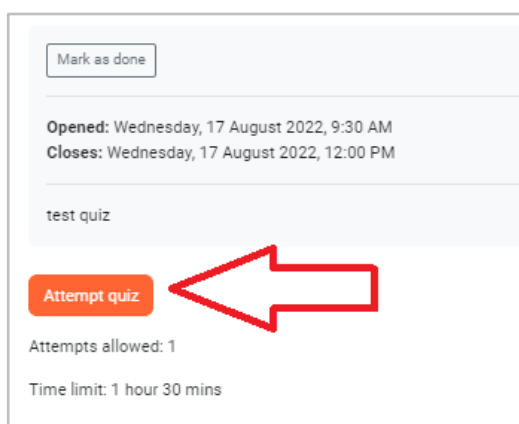 Mark as done
Opened: Wednesday, 17 August 2022, 9:30 AM
Closes: Wednesday, 17 August 2022, 12:00 PM
test quiz
Attempt quiz
Attempts allowed: 1
Time limit: 1 hour 30 mins